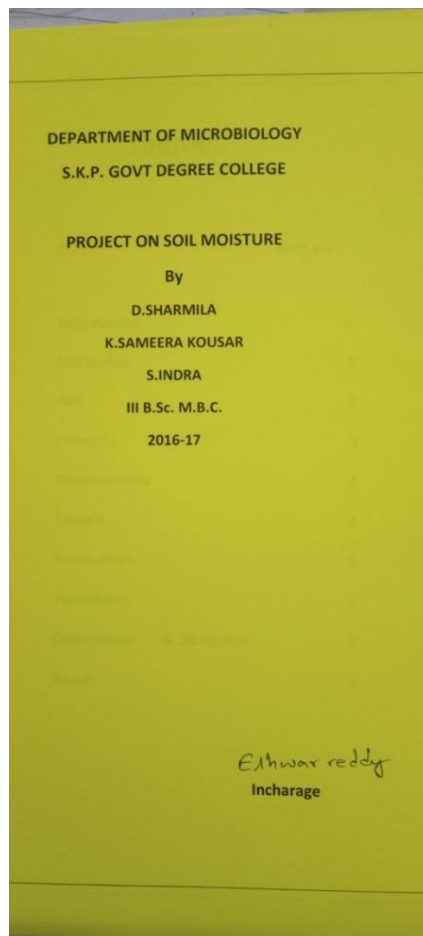 DEPARTMENT OF MICROBIOLOGY
S.K.P. GOVT DEGREE COLLEGE
PROJECT ON SOIL MOISTURE
By
D.SHARMILA
K.SAMEERA KOUSAR
S.INDRA
III B.Sc. M.B.C.
2016-17
Eshwar reddy
Incharage